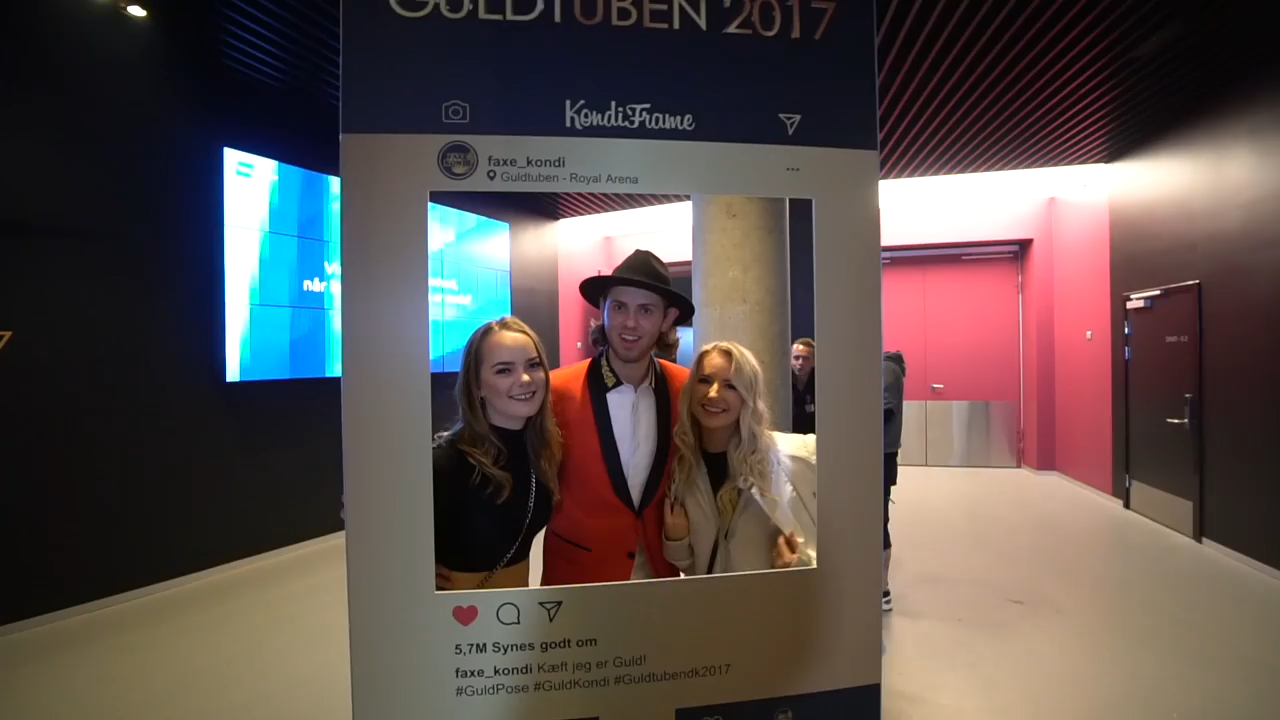 GULDTUBEN 2017
KondiFrame
faxe_kondi
Guldtuben - Royal Arena
...
når
5,7M Synes godt om
faxe_kondi Kæft jeg er Guld!
#GuldPose #GuldKondi #Guldtubendk2017